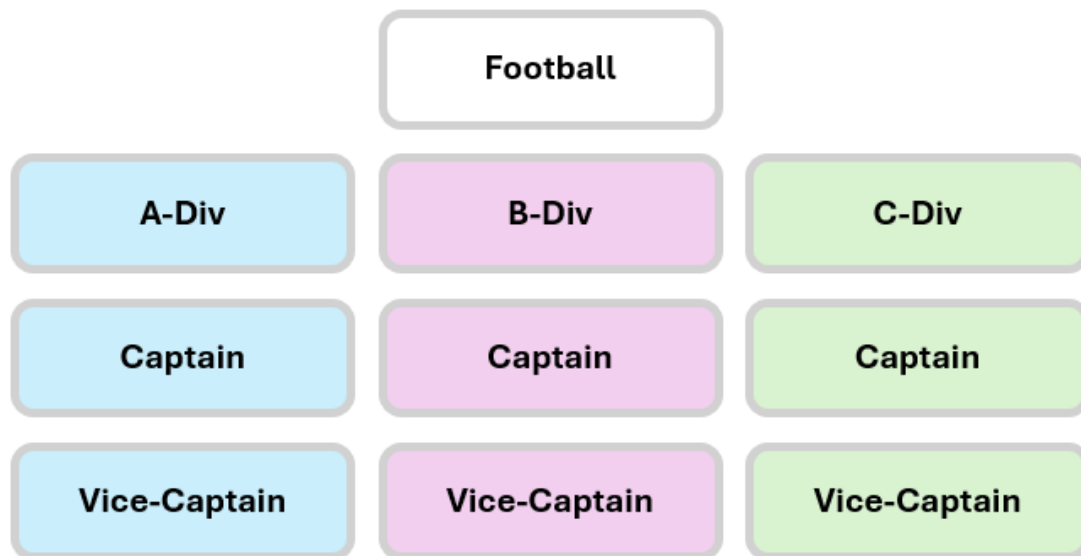 Football
A-Div
B-Div
C-Div
Captain
Captain
Captain
Vice-Captain
Vice-Captain
Vice-Captain